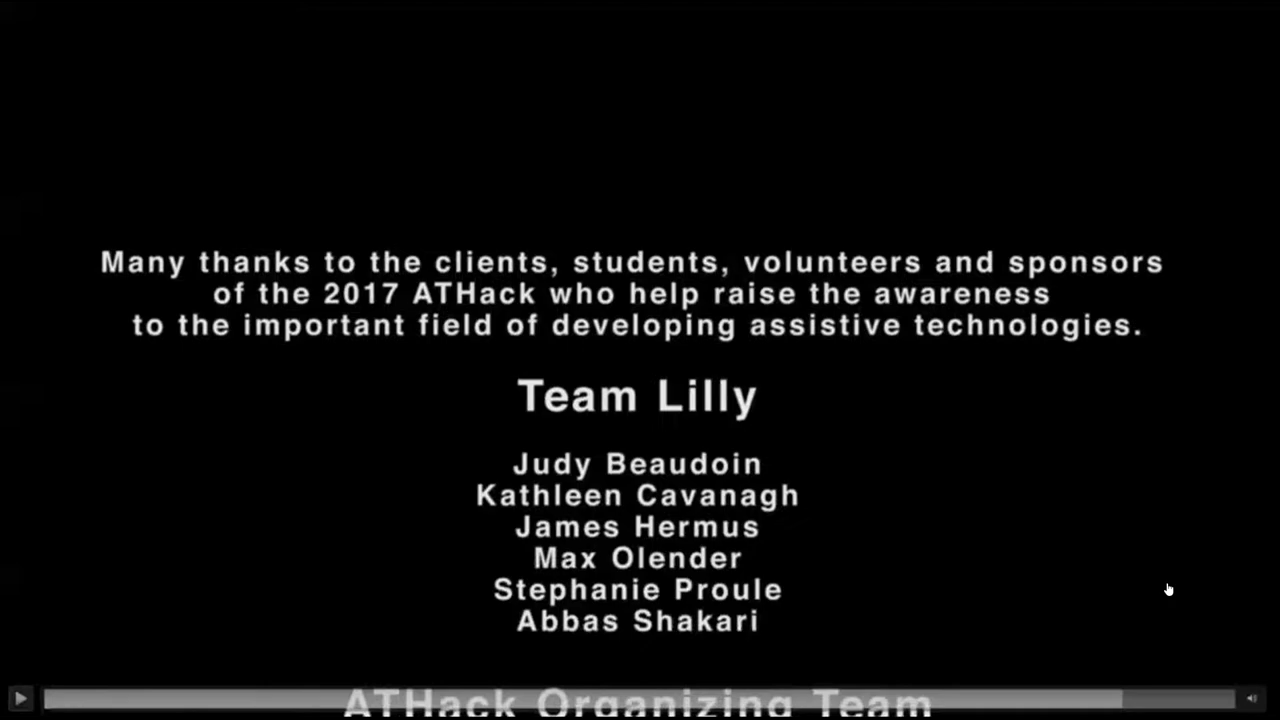 Many thanks to the clients, students, volunteers and sponsors
of the 2017 ATHack who help raise the awareness
to the important field of developing assistive technologies.
Team Lilly
Judy Beaudoin
Kathleen Cavanagh
James Hermus
Max Olender
Stephanie Proule
Abbas Shakari
ATHack Organizing Team